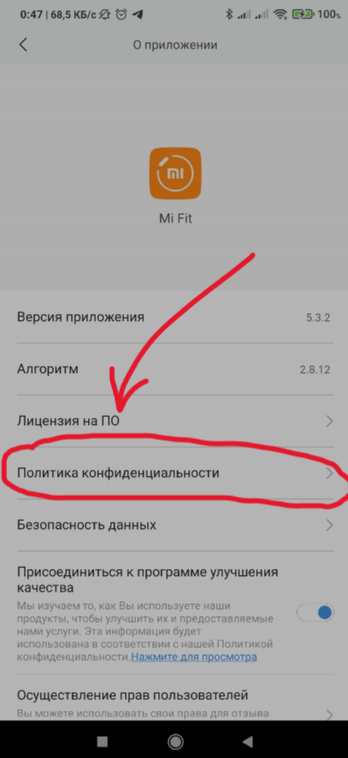 0:47 | 68,5 КБ/с
100%
О приложении
mi
Mi Fit
Версия приложения 5.3.2
Алгоритм 2.8.12
Лицензия на ПО
Политика конфиденциальности
Безопасность данных
Присоединиться к программе улучшения
качества
Мы изучаем то, как Вы используете наши
продукты, чтобы улучшить их и предоставляемые
нами услуги. Эта информация будет
использована в соответствии с нашей Политикой
конфиденциальности.Нажмите для просмотра
Осуществление прав пользователей
Вы можете использовать свои права для отзыва